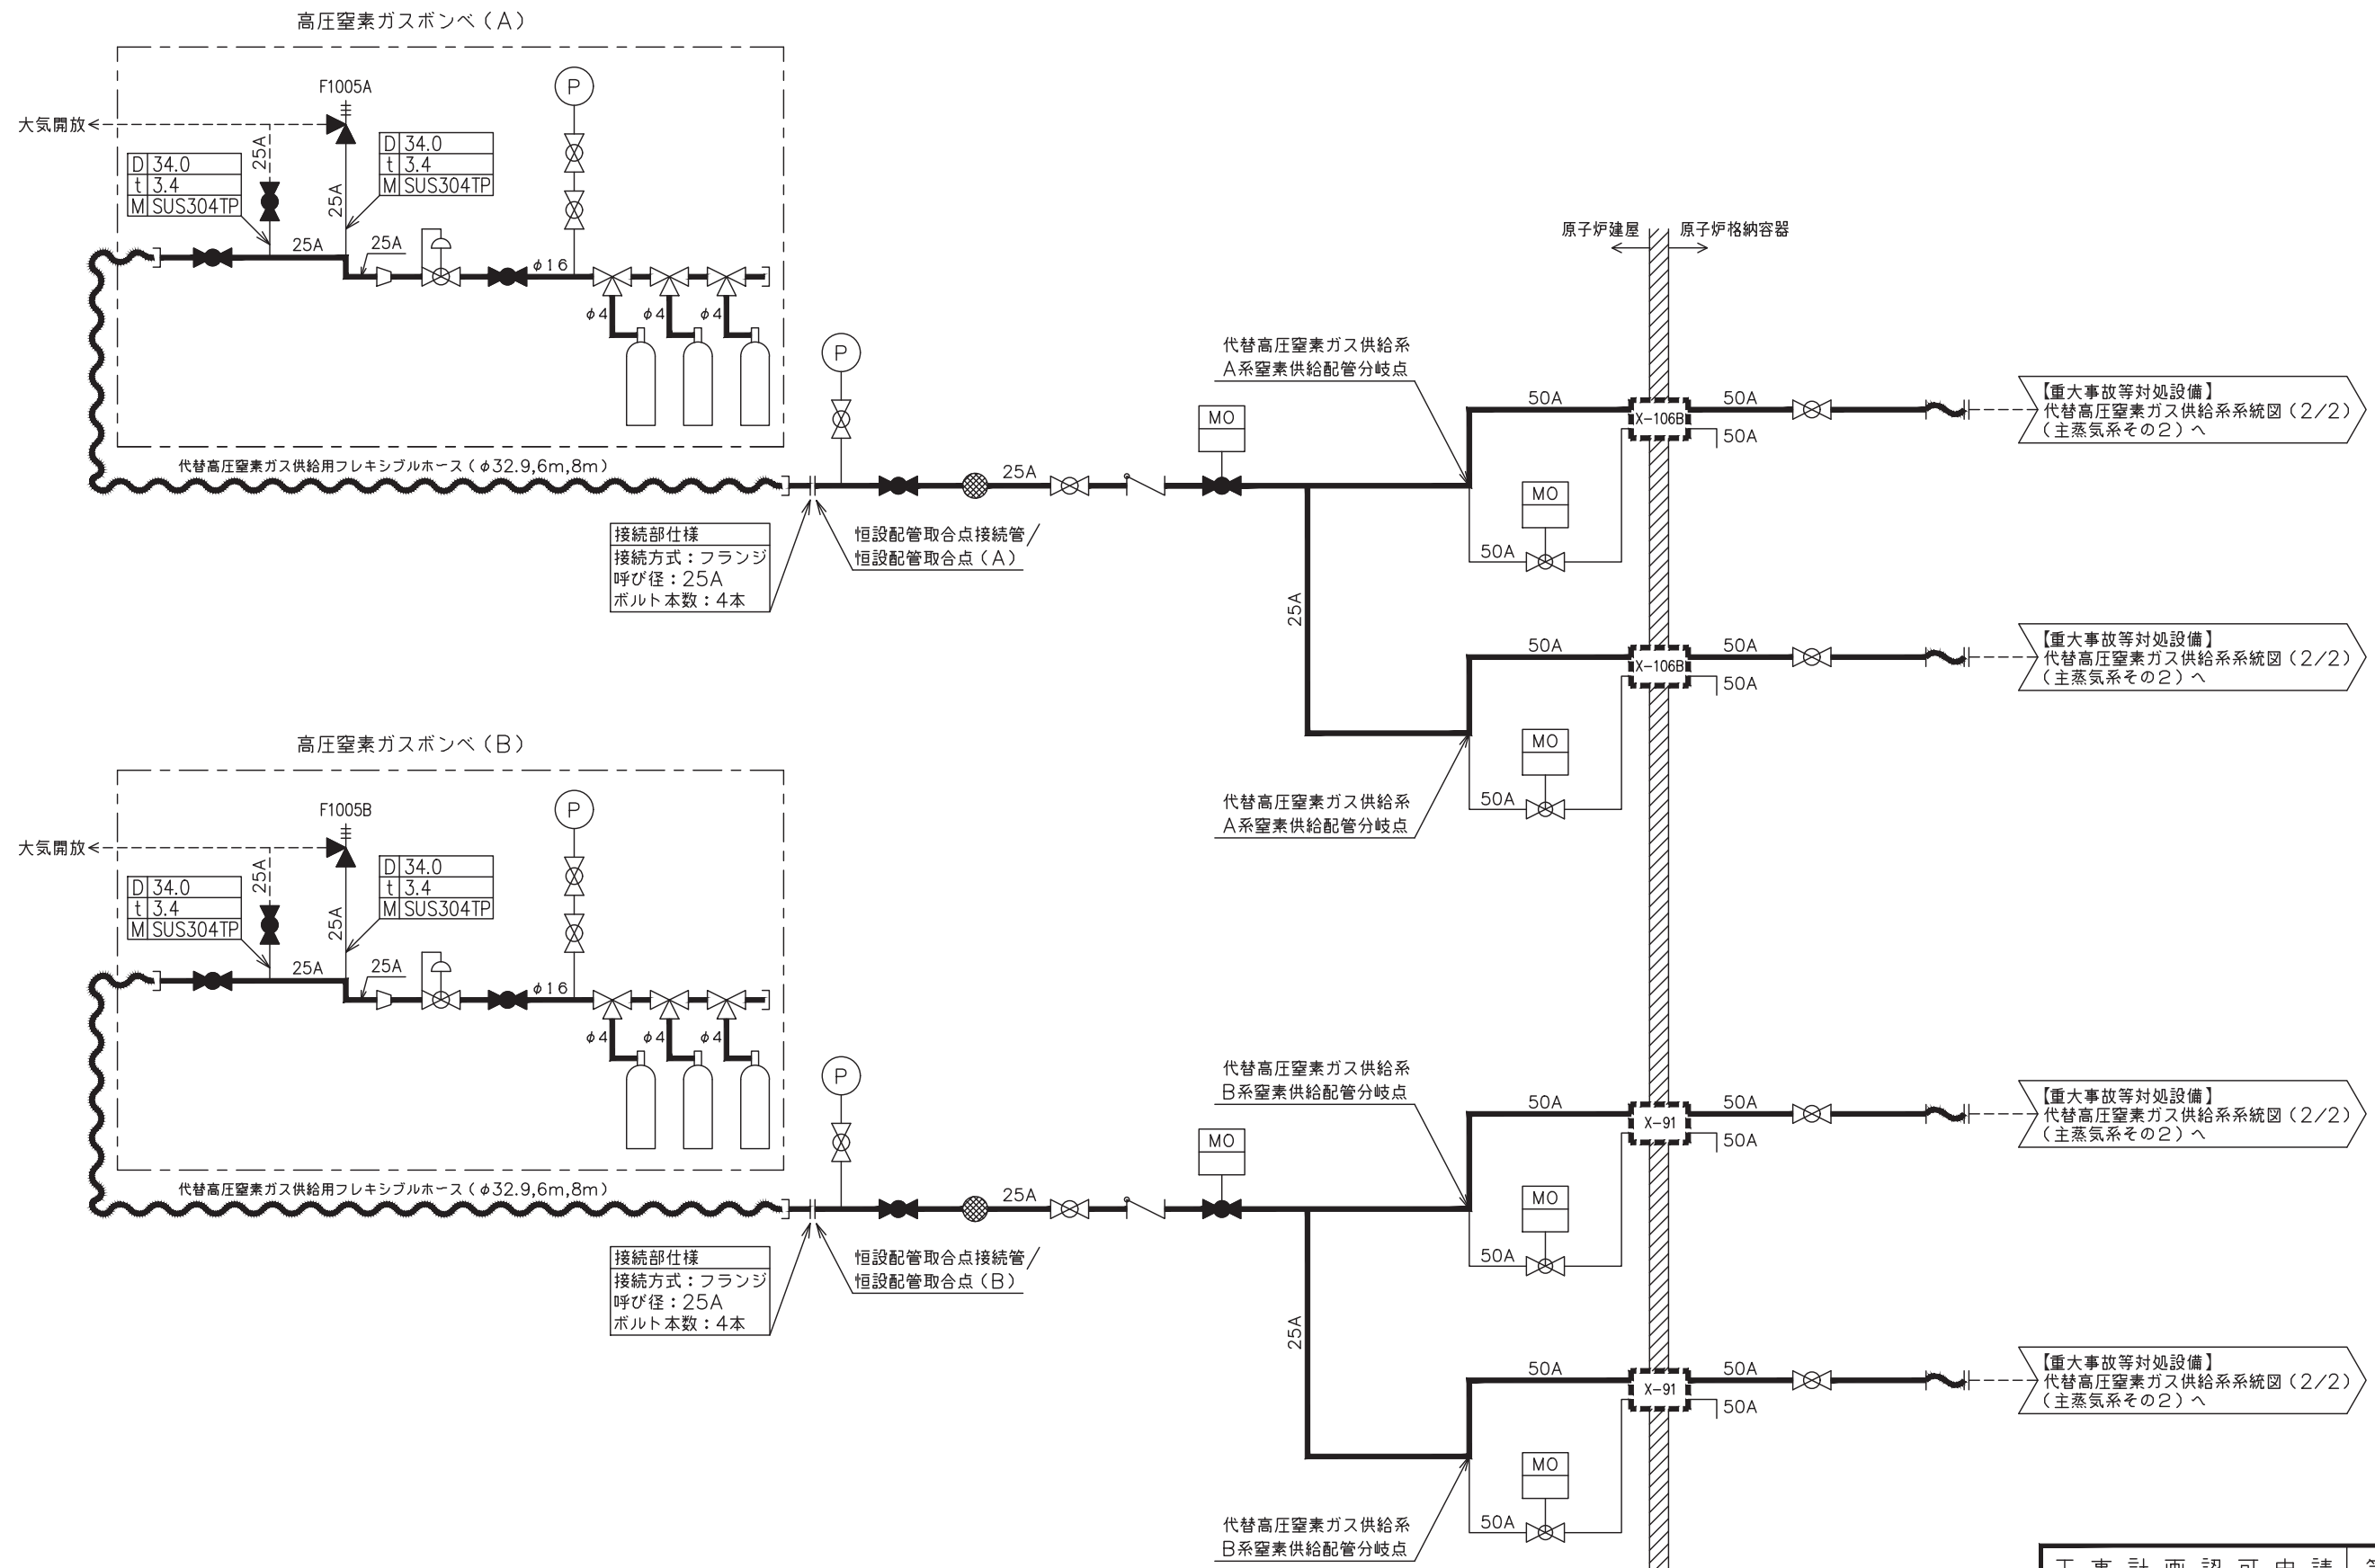 高圧窒素ガスボンベ（A）
F1005A
P
大気開放
25A
D 34.0
t 3.4
M SUS304TP
25A
D 34.0
t 3.4
M SUS304TP
25A
25A
φ16
φ4
φ4
φ4
代替高圧窒素ガス供給用フレキシブルホース（φ32.9,6m,8m）
P
接続部仕様
接続方式：フランジ
呼び径：25A
ボルト本数：4本
恒設配管取合点接続管/
恒設配管取合点（A）
25A
MO
代替高圧窒素ガス供給系
A系窒素供給配管分岐点
原子炉建屋
原子炉格納容器
50A
X-106B
50A
50A
MO
50A
【重大事故等対処設備】
代替高圧窒素ガス供給系系統図（2/2）
（主蒸気系その2）へ
25A
50A
X-106B
50A
50A
MO
50A
【重大事故等対処設備】
代替高圧窒素ガス供給系系統図（2/2）
（主蒸気系その2）へ
代替高圧窒素ガス供給系
A系窒素供給配管分岐点
高圧窒素ガスボンベ（B）
F1005B
P
大気開放
25A
D 34.0
t 3.4
M SUS304TP
25A
D 34.0
t 3.4
M SUS304TP
25A
25A
φ16
φ4
φ4
φ4
代替高圧窒素ガス供給用フレキシブルホース（φ32.9,6m,8m）
P
接続部仕様
接続方式：フランジ
呼び径：25A
ボルト本数：4本
恒設配管取合点接続管/
恒設配管取合点（B）
25A
MO
代替高圧窒素ガス供給系
B系窒素供給配管分岐点
50A
X-91
50A
50A
MO
50A
【重大事故等対処設備】
代替高圧窒素ガス供給系系統図（2/2）
（主蒸気系その2）へ
25A
50A
X-91
50A
50A
MO
50A
【重大事故等対処設備】
代替高圧窒素ガス供給系系統図（2/2）
（主蒸気系その2）へ
代替高圧窒素ガス供給系
B系窒素供給配管分岐点
工事計画認可申請